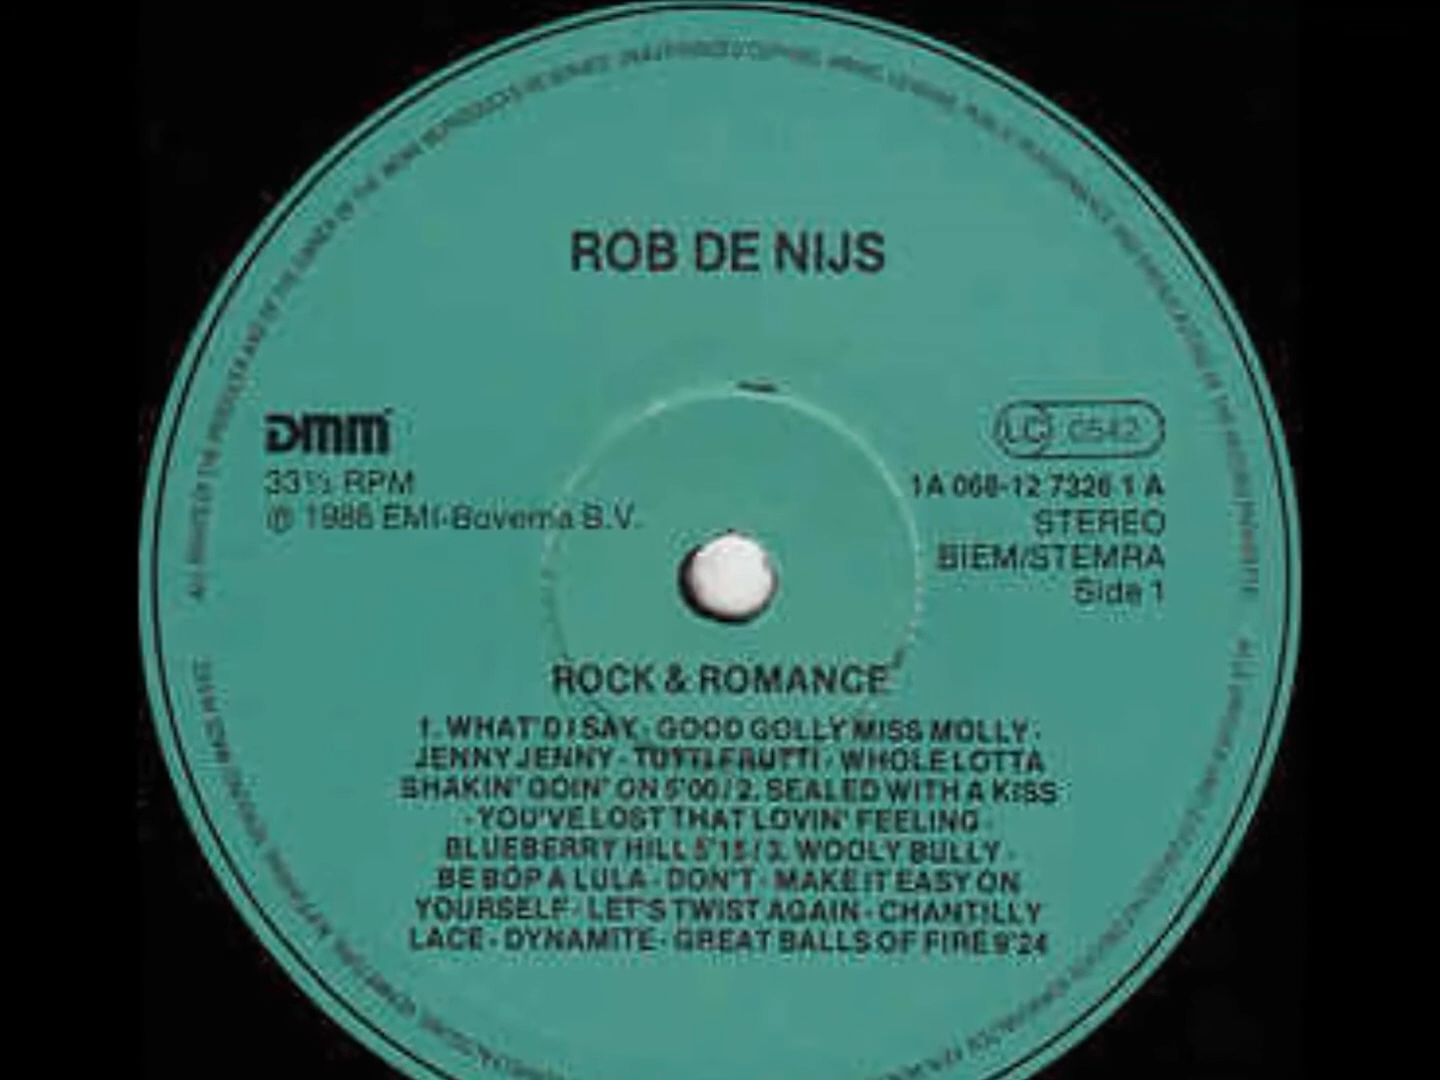 ROB DE NIJS
DMM
33⅓ RPM
℗ 1986 EMI-Bovema B.V.
LC 0542
1A 068-12 7326 1 A
STEREO
BIEM/STEMRA
Side 1
ROCK & ROMANCE
1. WHAT'D I SAY - GOOD GOLLY MISS MOLLY -
JENNY JENNY - TUTTI FRUTTI - WHOLE LOTTA
SHAKIN' GOIN' ON 5'00 / 2. SEALED WITH A KISS
- YOU'VE LOST THAT LOVIN' FEELING -
BLUEBERRY HILL 5'15 / 3. WOOLY BULLY -
BE BOP A LULA - DON'T - MAKE IT EASY ON
YOURSELF - LET'S TWIST AGAIN - CHANTILLY
LACE - DYNAMITE - GREAT BALLS OF FIRE 9'24